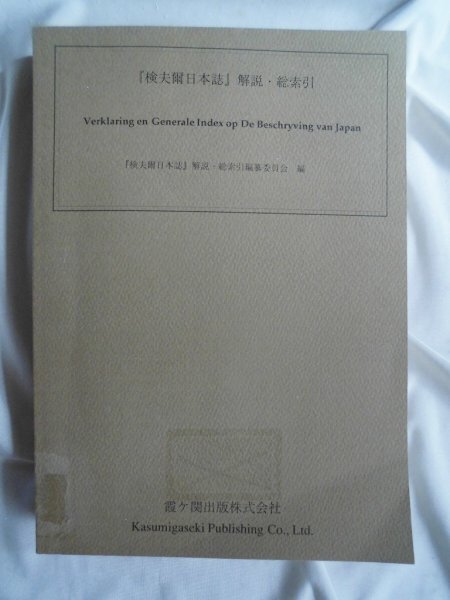 『検夫爾日本誌』解説・総索引
Verklaring en Generale Index op De Beschryving van Japan
『検夫爾日本誌』解説・総索引編纂委員会 編
霞ケ関出版株式会社
Kasumigaseki Publishing Co., Ltd.